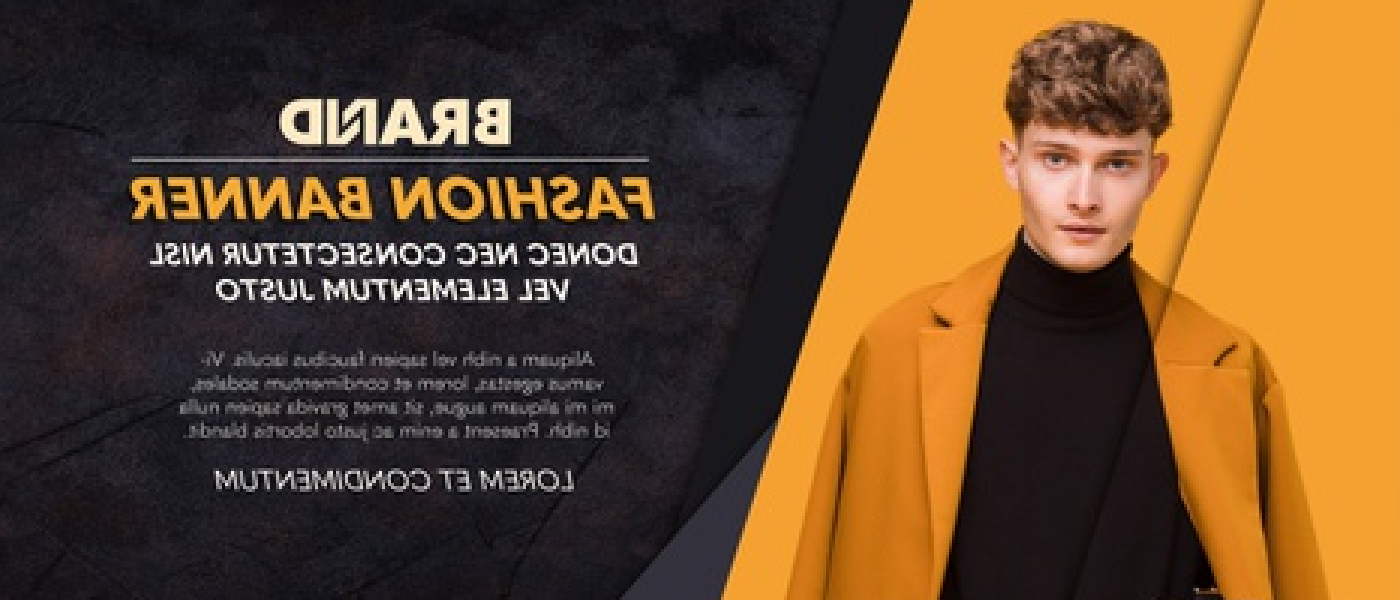 BRAND
FASHION BANNER
DONEC NEC CONSECTETUR NISL
VEL ELEMENTUM JUSTO
Aliquam a nibh vel sapien faucibus iaculis. Vi-
vamus egestas, lorem et condimentum sodales,
mi mi aliquam augue, sit amet gravida sapien nulla
id nibh. Praesent a enim ac justo lobortis blandit.
LOREM ET CONDIMENTUM